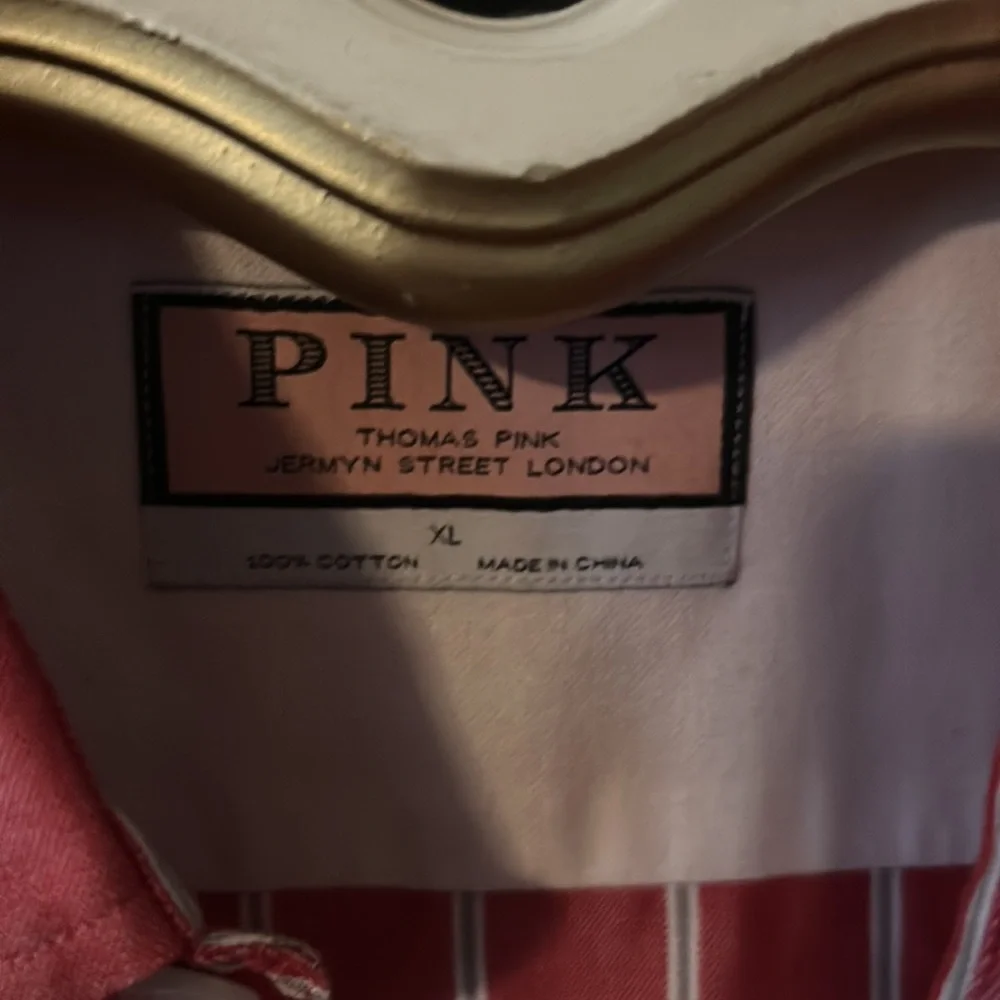 PINK
THOMAS PINK
JERMYN STREET LONDON
XL
100% COTTON MADE IN CHINA